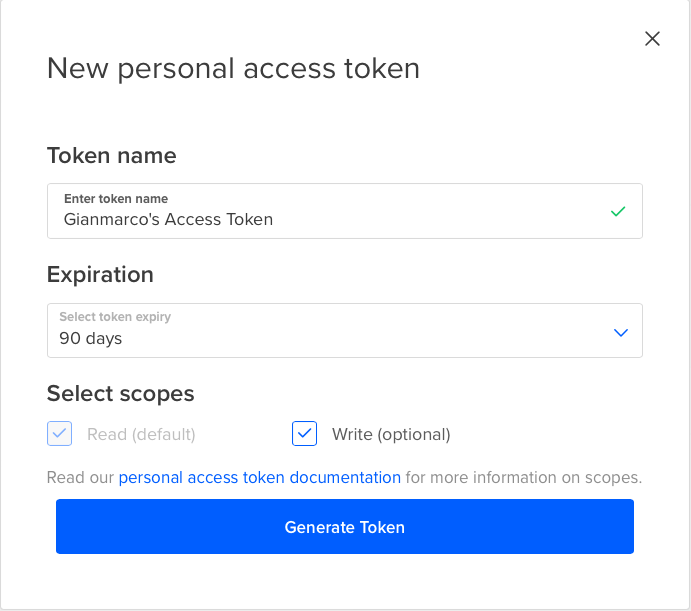 New personal access token
Token name
Enter token name
Gianmarco's Access Token
Expiration
Select token expiry
90 days
Select scopes
Read (default) Write (optional)
Read our personal access token documentation for more information on scopes.
Generate Token